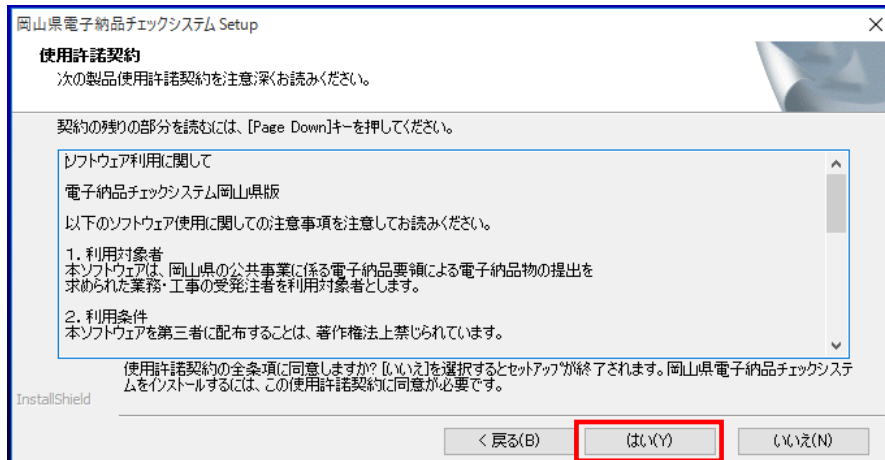 岡山県電子納品チェックシステム Setup
使用許諾契約
次の製品使用許諾契約を注意深くお読みください。
契約の残りの部分を読むには、[Page Down]キーを押してください。
ソフトウェア利用に関して
電子納品チェックシステム岡山県版
以下のソフトウェア使用に関しての注意事項を注意してお読みください。
1. 利用対象者
本ソフトウェアは、岡山県の公共事業に係る電子納品要領による電子納品物の提出を
求められた業務・工事の受発注者を利用対象者とします。
2. 利用条件
本ソフトウェアを第三者に配布することは、著作権法上禁じられています。
使用許諾契約の全条項に同意しますか? [いいえ]を選択するとセットアップが終了されます。岡山県電子納品チェックシステ
ムをインストールするには、この使用許諾契約に同意が必要です。
InstallShield
< 戻る(B)
はい(Y)
いいえ(N)